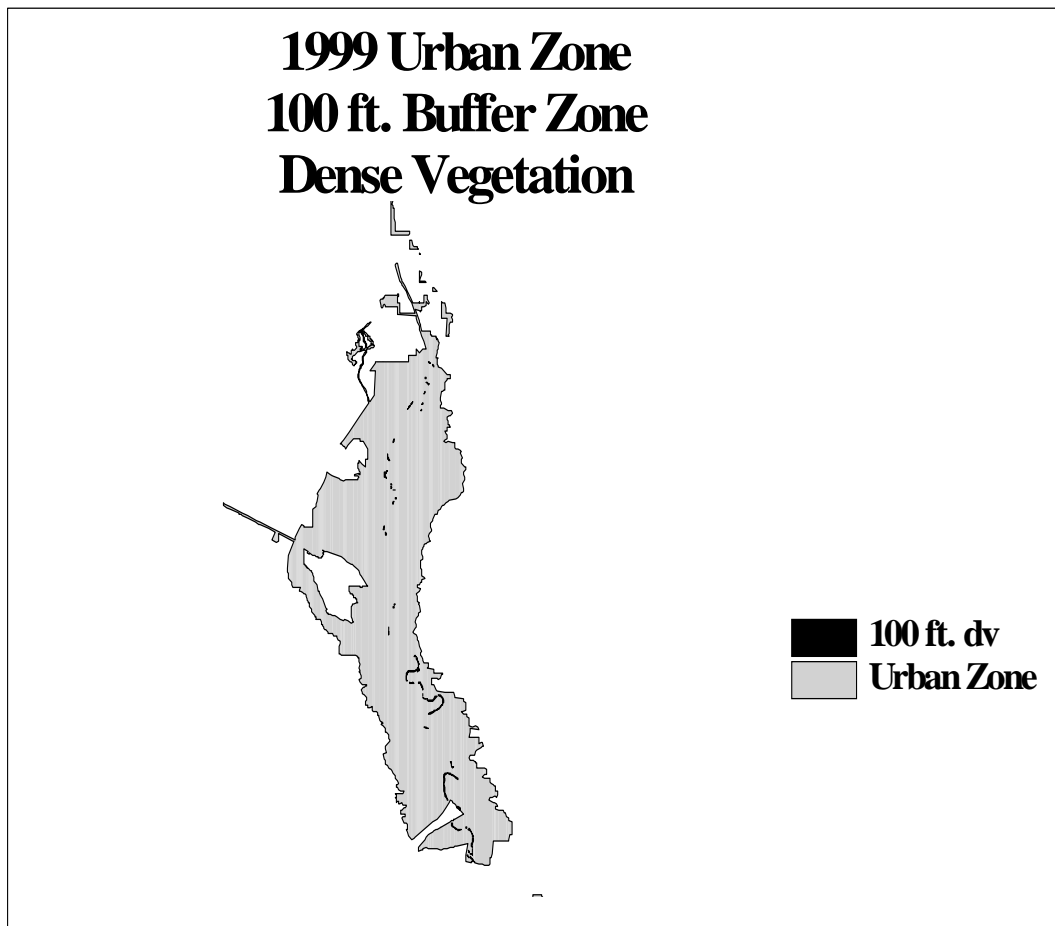 1999 Urban Zone
100 ft. Buffer Zone
Dense Vegetation
100 ft. dv
Urban Zone